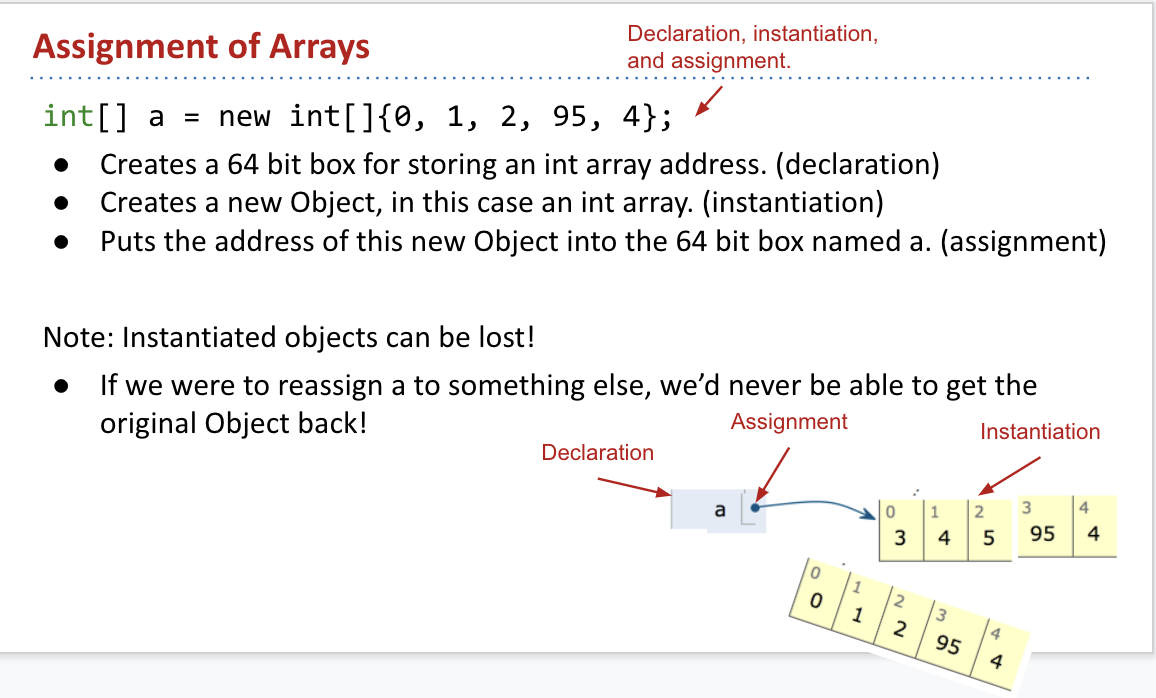 Assignment of Arrays
Declaration, instantiation,
and assignment.
int[] a = new int[]{0, 1, 2, 95, 4};
● Creates a 64 bit box for storing an int array address. (declaration)
● Creates a new Object, in this case an int array. (instantiation)
● Puts the address of this new Object into the 64 bit box named a. (assignment)
Note: Instantiated objects can be lost!
● If we were to reassign a to something else, we’d never be able to get the
original Object back!
Assignment
Instantiation
Declaration
a
0 1 2 3 4
3 4 5 95 4
0 1 2 3 4
0 1 2 95 4